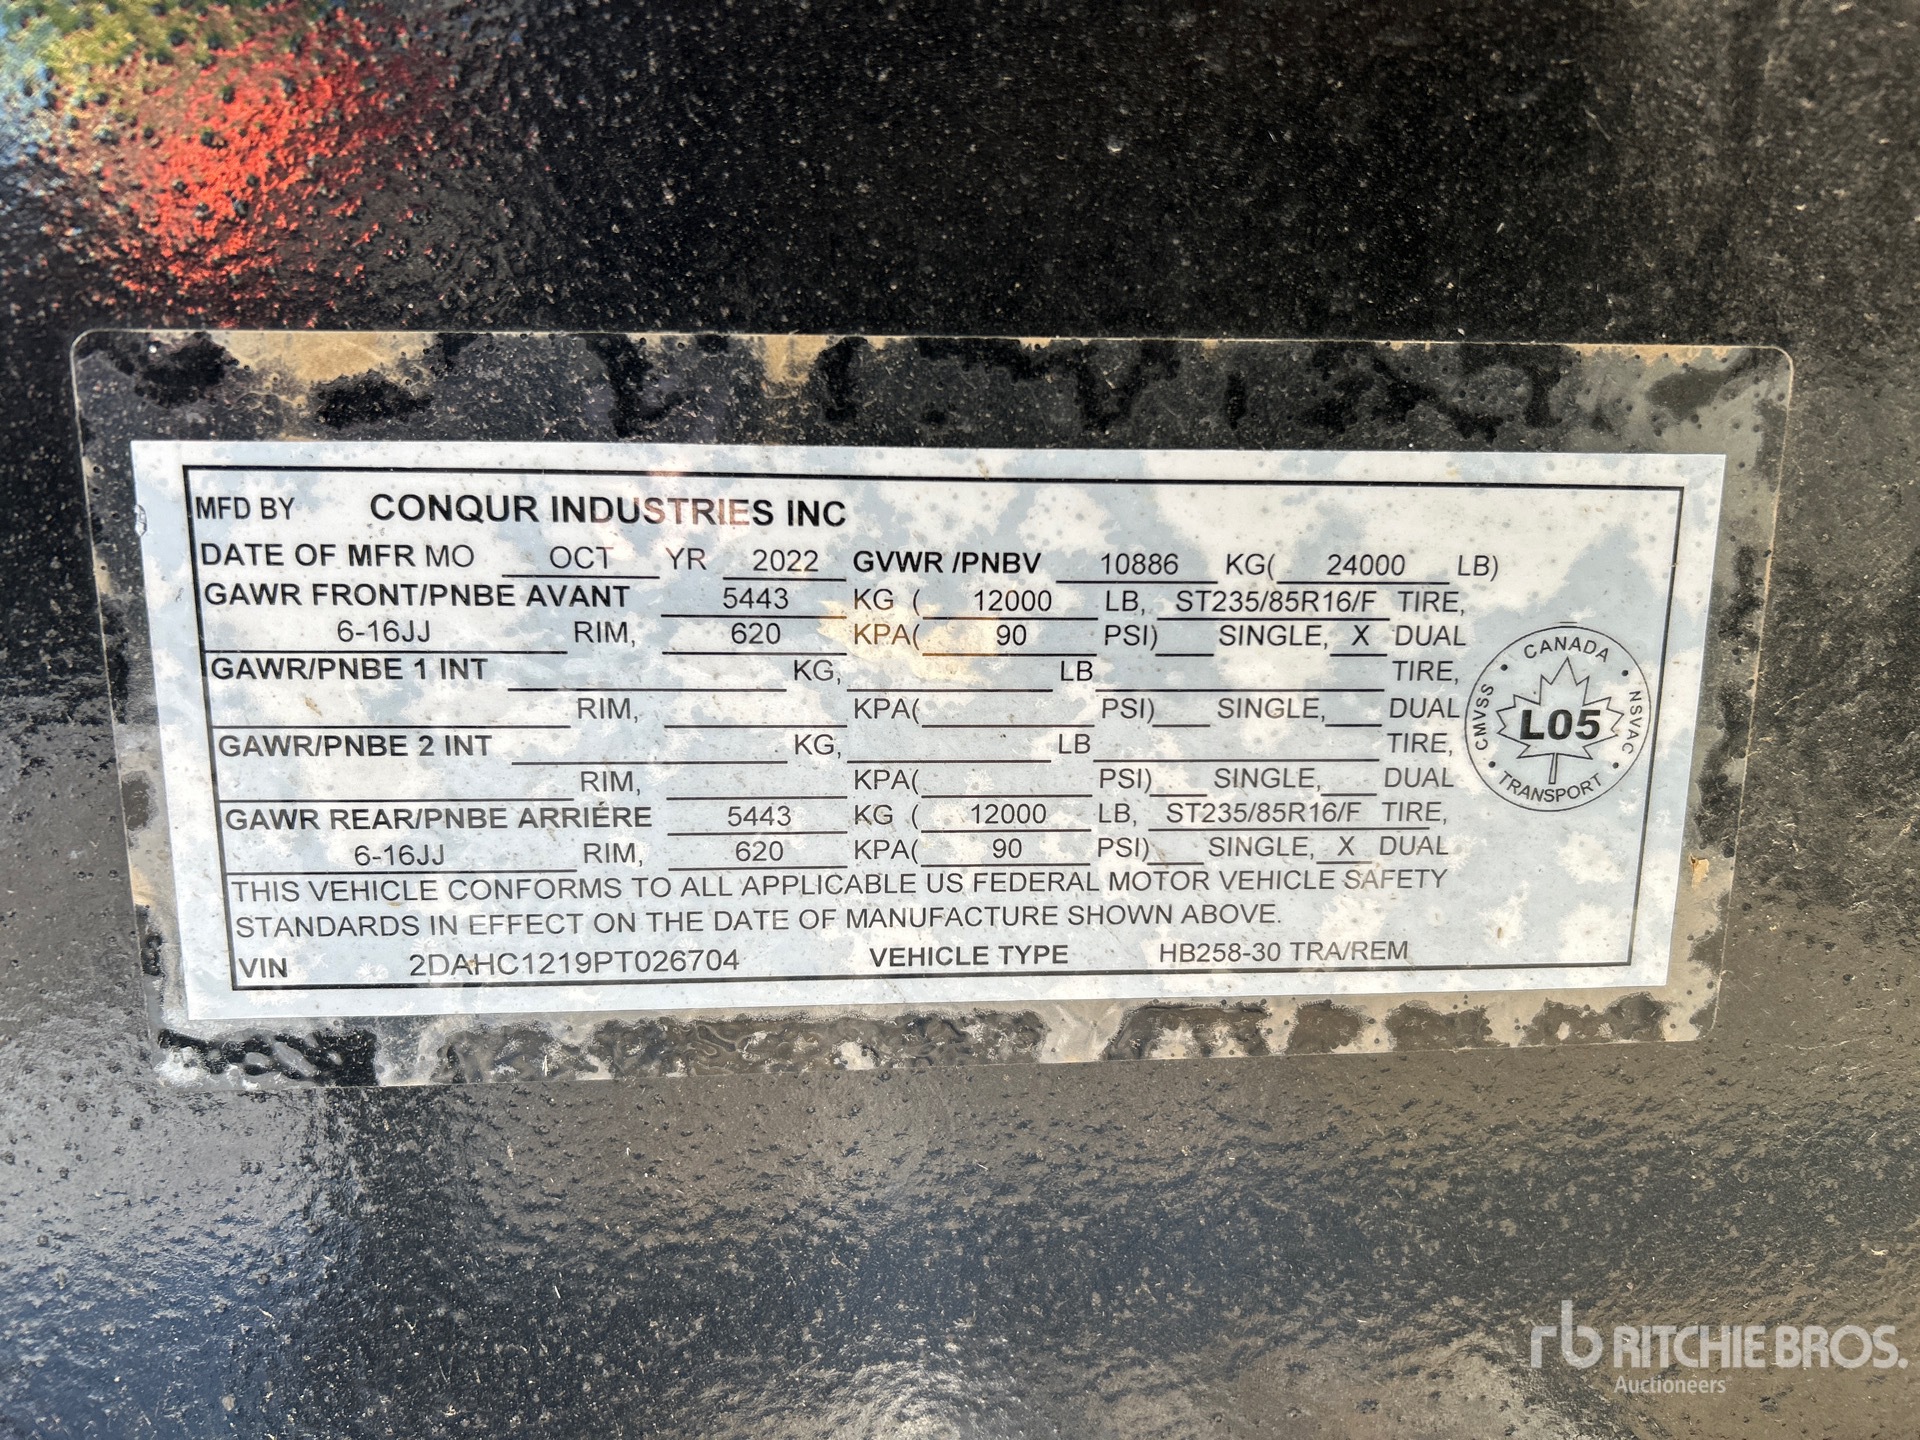 MFD BY CONQUR INDUSTRIES INC
DATE OF MFR MO OCT YR 2022 GVWR /PNBV 10886 KG( 24000 LB)
GAWR FRONT/PNBE AVANT 5443 KG ( 12000 LB, ST235/85R16/F TIRE,
6-16JJ RIM, 620 KPA( 90 PSI) SINGLE, X DUAL
GAWR/PNBE 1 INT KG, LB TIRE,
RIM, KPA( PSI) SINGLE, DUAL
GAWR/PNBE 2 INT KG, LB TIRE,
RIM, KPA( PSI) SINGLE, DUAL
GAWR REAR/PNBE ARRIÉRE 5443 KG ( 12000 LB, ST235/85R16/F TIRE,
6-16JJ RIM, 620 KPA( 90 PSI) SINGLE, X DUAL
THIS VEHICLE CONFORMS TO ALL APPLICABLE US FEDERAL MOTOR VEHICLE SAFETY
STANDARDS IN EFFECT ON THE DATE OF MANUFACTURE SHOWN ABOVE.
VIN 2DAHC1219PT026704 VEHICLE TYPE HB258-30 TRA/REM
CANADA
CMVSS
NSVAC
L05
TRANSPORT
rb RITCHIE BROS.
Auctioneers